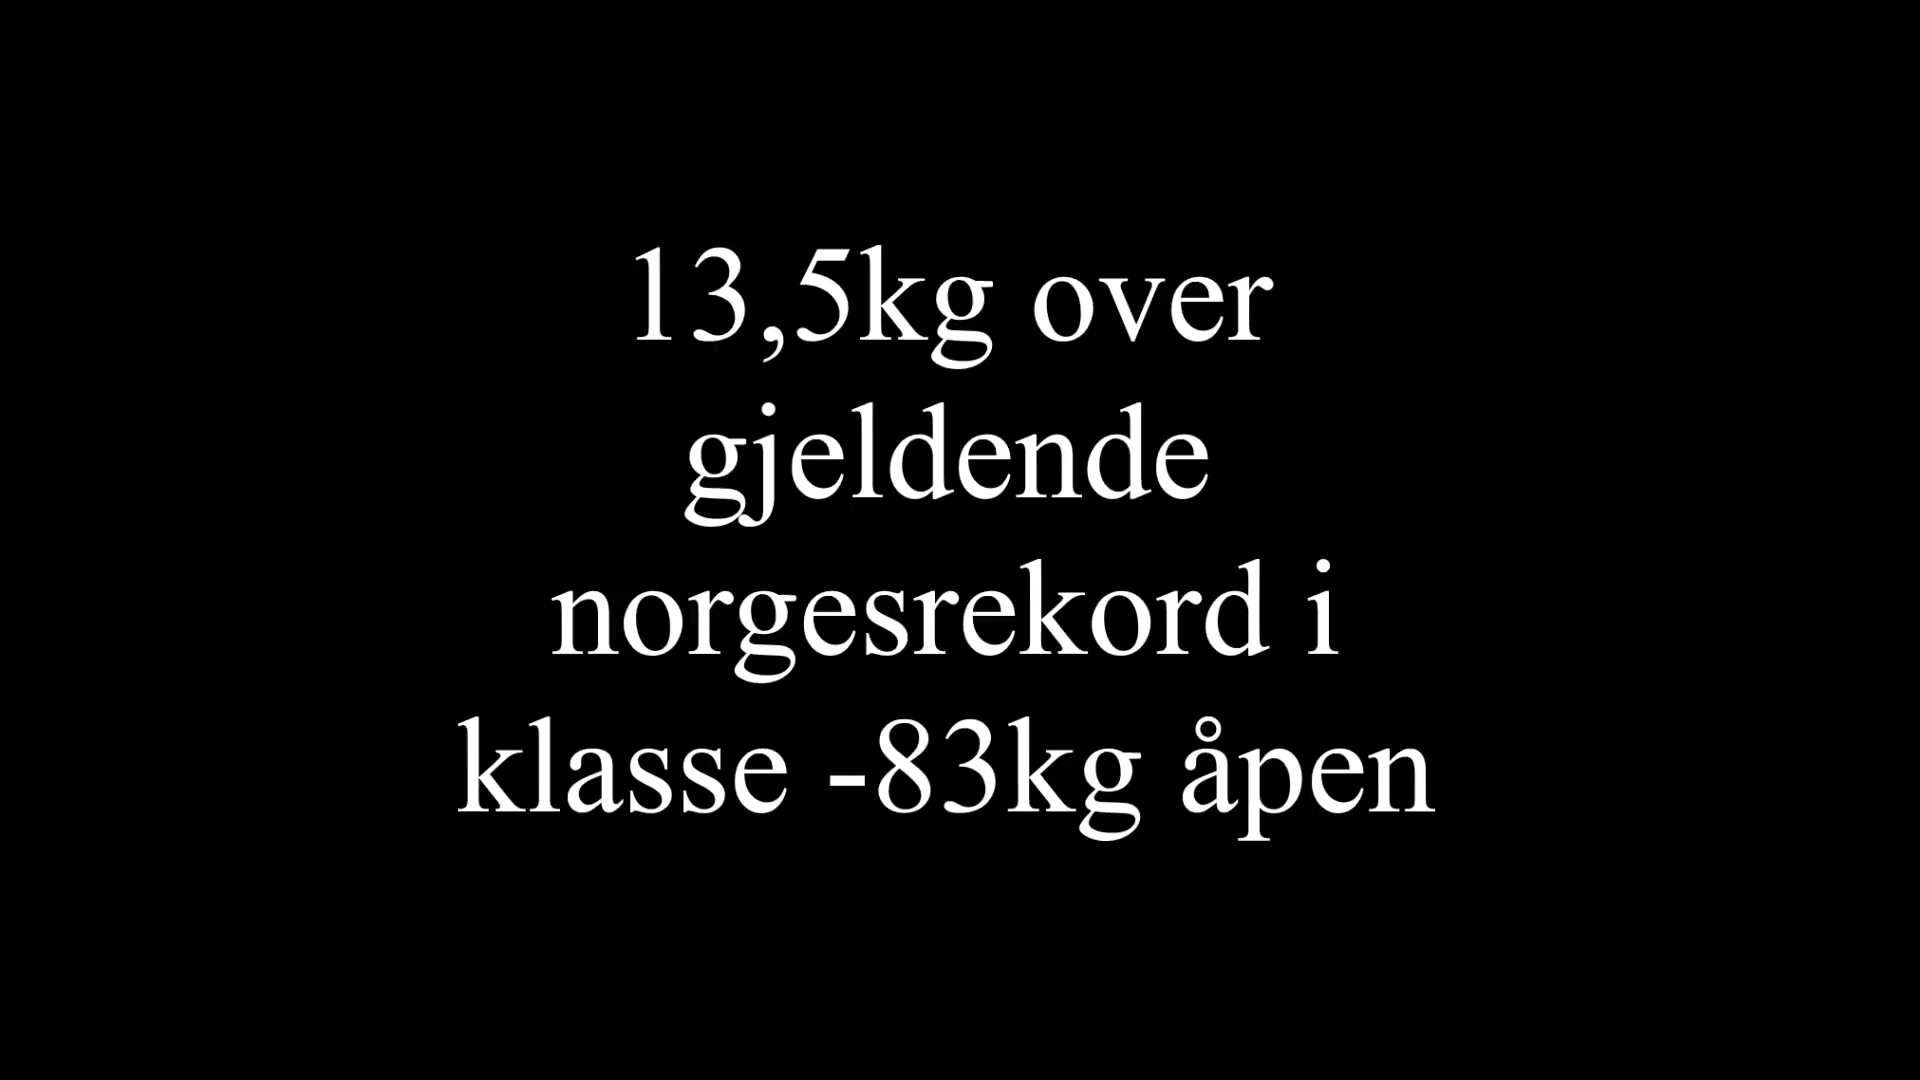 13,5kg over
gjeldende
norgesrekord i
klasse -83kg åpen